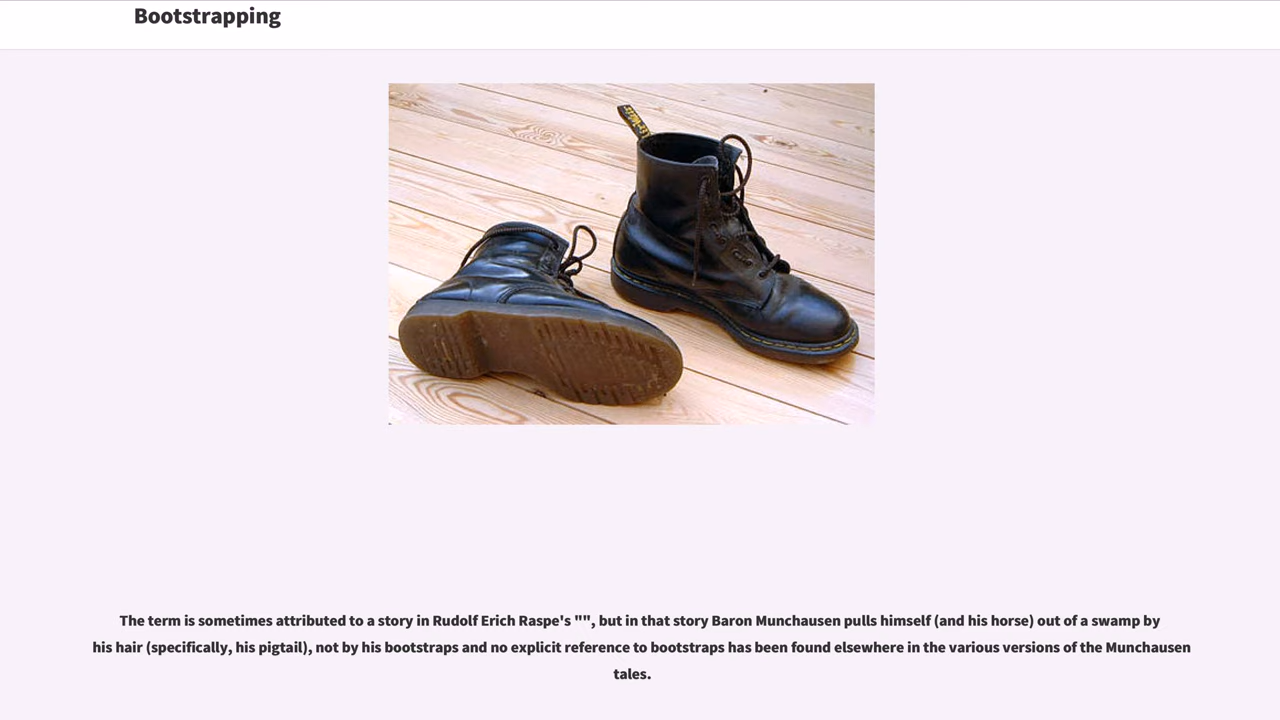 Bootstrapping
The term is sometimes attributed to a story in Rudolf Erich Raspe's "", but in that story Baron Munchausen pulls himself (and his horse) out of a swamp by
his hair (specifically, his pigtail), not by his bootstraps and no explicit reference to bootstraps has been found elsewhere in the various versions of the Munchausen
tales.